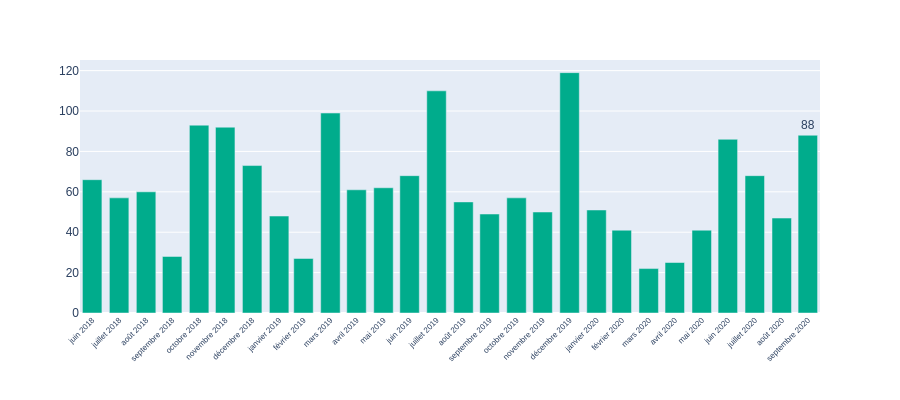 120
100
80
60
40
20
0
88
juin 2018
juillet 2018
août 2018
septembre 2018
octobre 2018
novembre 2018
décembre 2018
janvier 2019
février 2019
mars 2019
avril 2019
mai 2019
juin 2019
juillet 2019
août 2019
septembre 2019
octobre 2019
novembre 2019
décembre 2019
janvier 2020
février 2020
mars 2020
avril 2020
mai 2020
juin 2020
juillet 2020
août 2020
septembre 2020